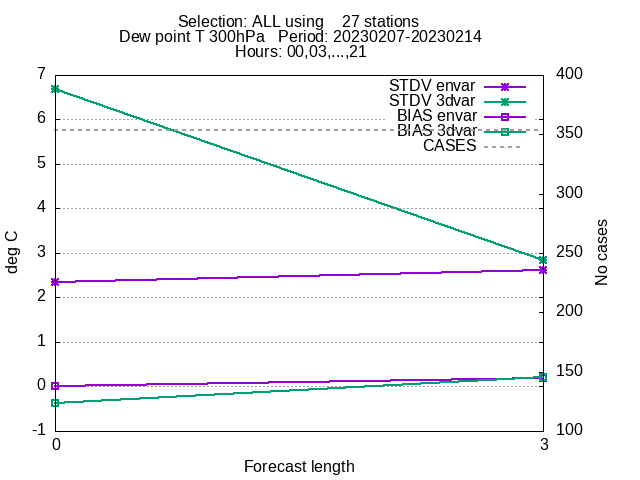 Selection: ALL using    27 stations
Dew point T 300hPa   Period: 20230207-20230214
Hours: 00,03,...,21
7
6
5
4
3
2
1
0
-1
deg C
400
350
300
250
200
150
100
No cases
STDV envar
STDV 3dvar
BIAS envar
BIAS 3dvar
CASES
0
3
Forecast length